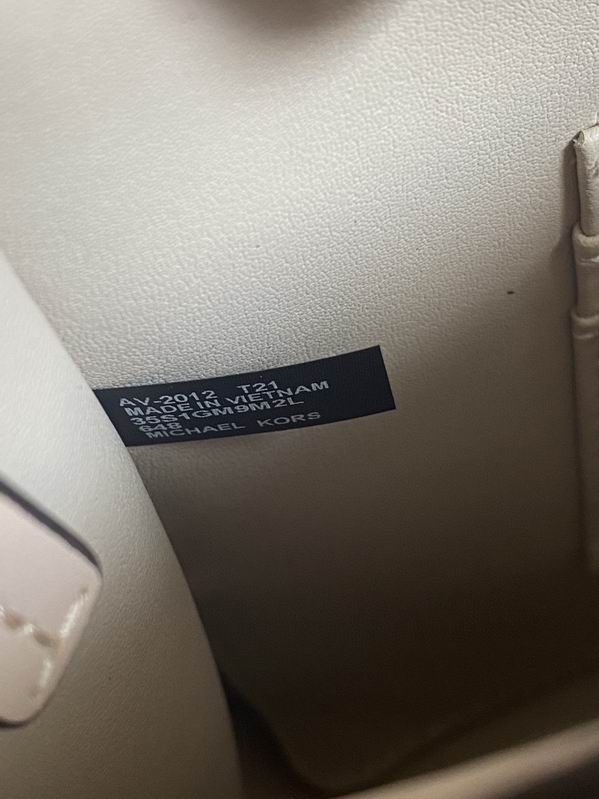 AV-2012 T21
MADE IN VIETNAM
35S1GM9M2L
648
MICHAEL KORS